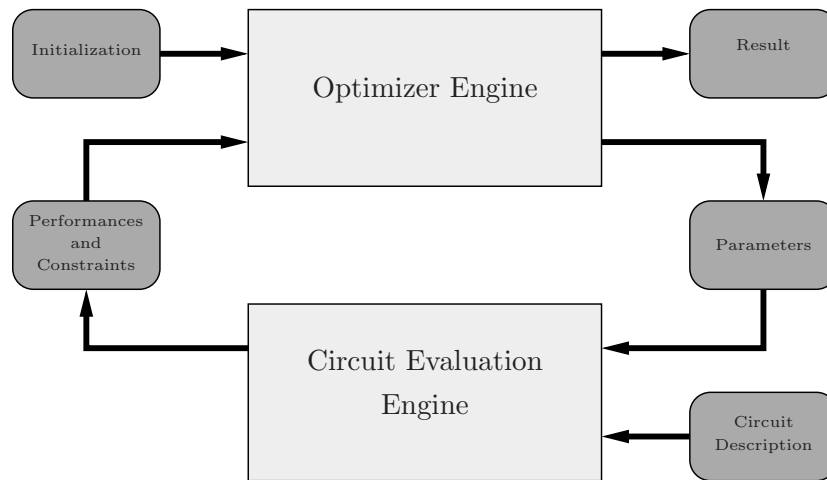 Initialization
Optimizer Engine
Result
Performances
and
Constraints
Parameters
Circuit Evaluation
Engine
Circuit
Description